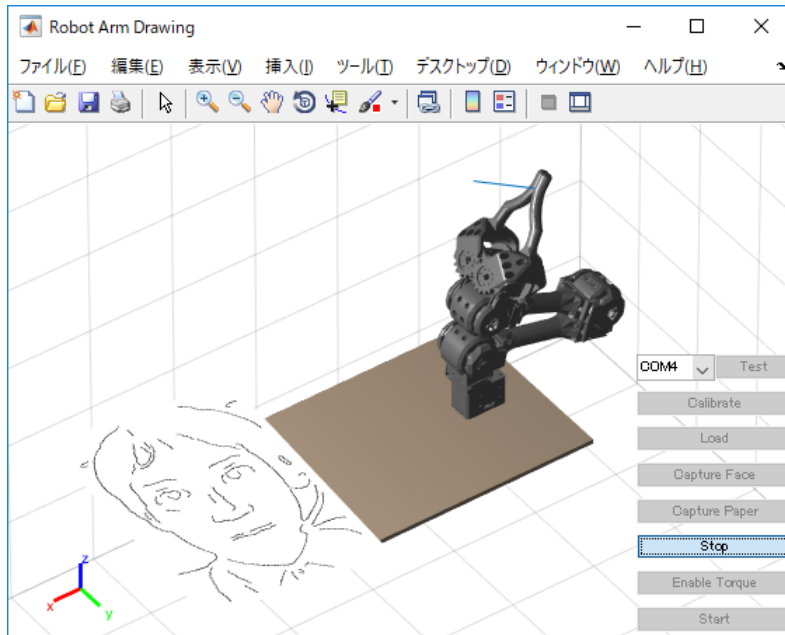 Robot Arm Drawing
ファイル(F) 編集(E) 表示(V) 挿入(I) ツール(T) デスクトップ(D) ウィンドウ(W) ヘルプ(H)
COM4 Test
Calibrate
Load
Capture Face
Capture Paper
Stop
Enable Torque
Start
z
x
y